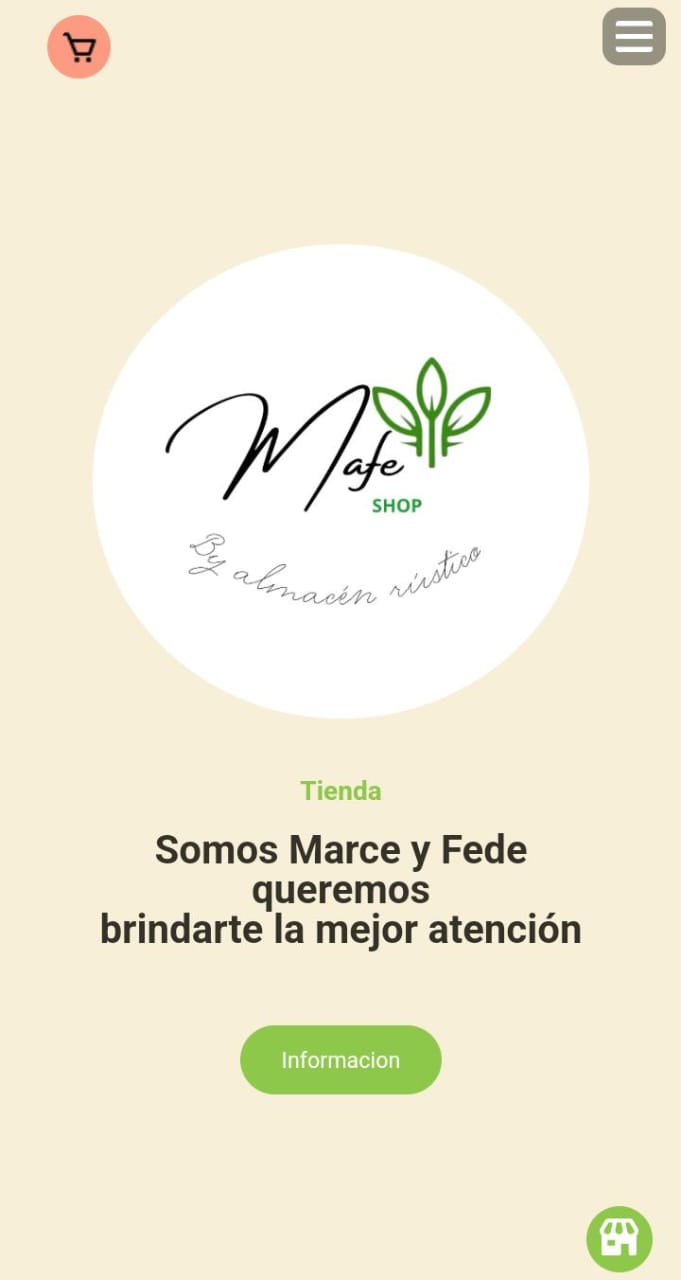 Mafe
SHOP
By almacén rústico
Tienda
Somos Marce y Fede
queremos
brindarte la mejor atención
Informacion